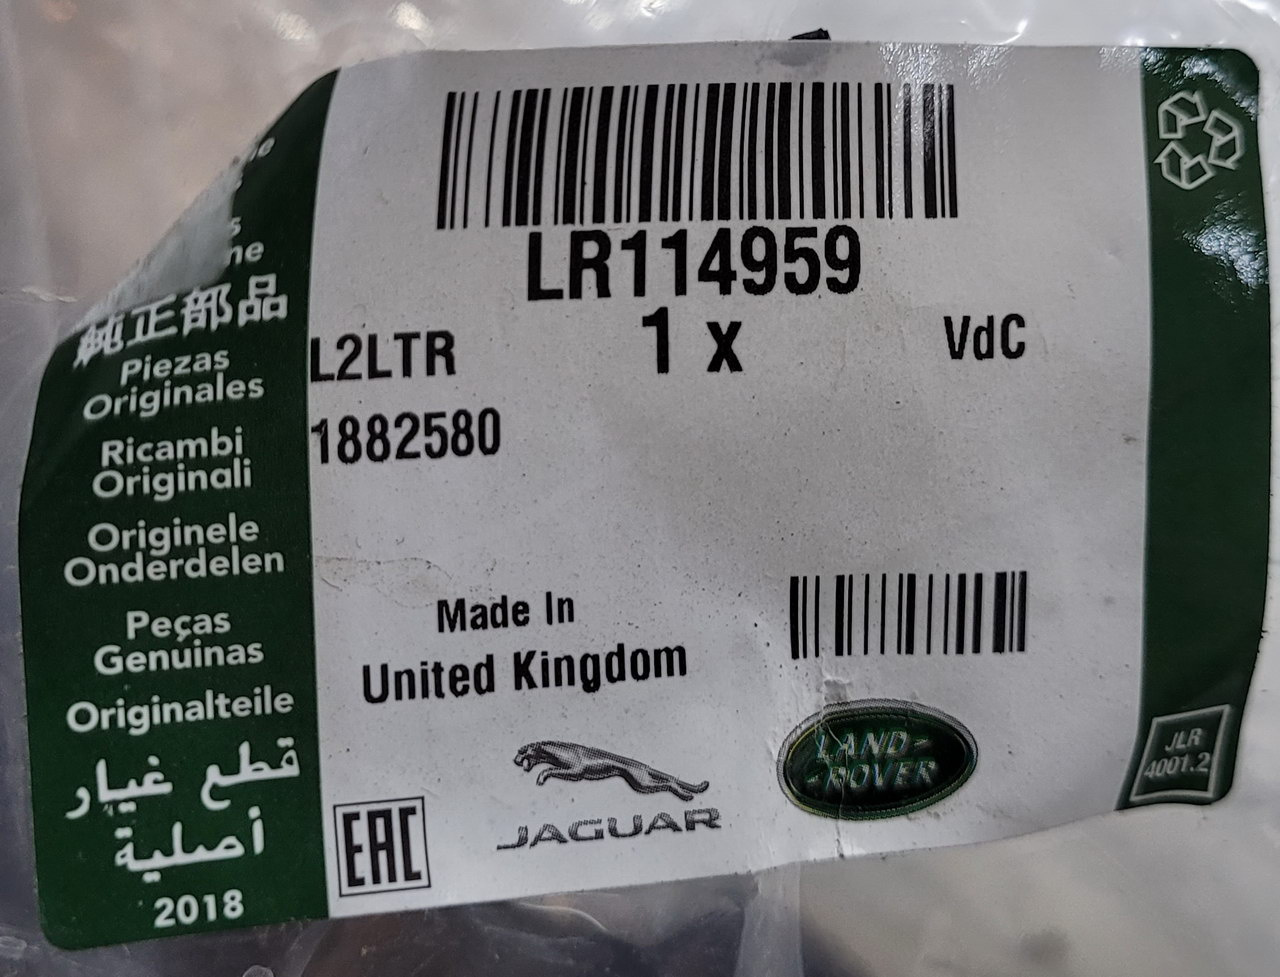 LR114959
1 x
VdC
L2LTR
1882580
Made In
United Kingdom
EAC
JAGUAR
LAND-
-ROVER
純正部品
Piezas
Originales
Ricambi
Originali
Originele
Onderdelen
Peças
Genuinas
Originalteile
قطع غيار
أصلية
2018
JLR
4001.2